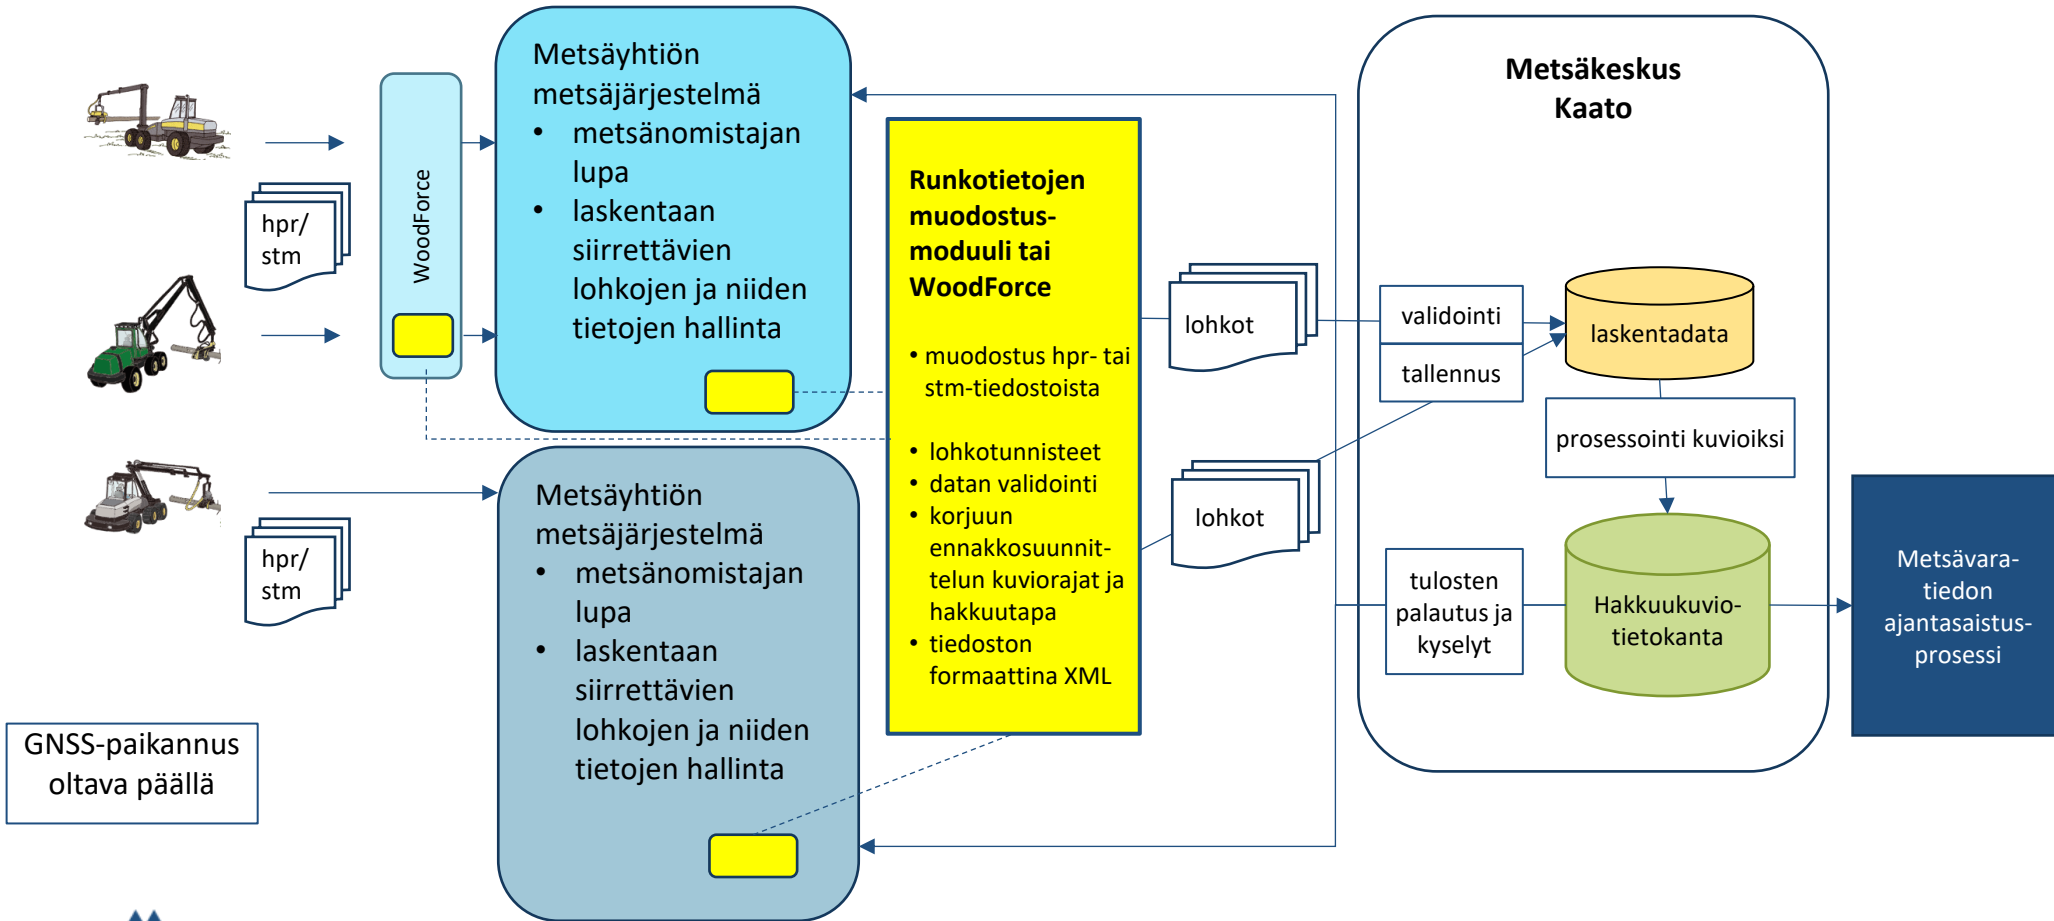 hpr/
stm
hpr/
stm
GNSS-paikannus
oltava päällä
WoodForce
Metsäyhtiön
metsäjärjestelmä
• metsänomistajan
lupa
• laskentaan
siirrettävien
lohkojen ja niiden
tietojen hallinta
Metsäyhtiön
metsäjärjestelmä
• metsänomistajan
lupa
• laskentaan
siirrettävien
lohkojen ja niiden
tietojen hallinta
Runkotietojen
muodostus-
moduuli tai
WoodForce
• muodostus hpr- tai
stm-tiedostoista
• lohkotunnisteet
• datan validointi
• korjuun
ennakkosuunnit-
telun kuviorajat ja
hakkuutapa
• tiedoston
formaattina XML
lohkot
lohkot
Metsäkeskus
Kaato
validointi
tallennus
laskentadata
prosessointi kuvioiksi
tulosten
palautus ja
kyselyt
Hakkuukuvio-
tietokanta
Metsävara-
tiedon
ajantasaistus-
prosessi